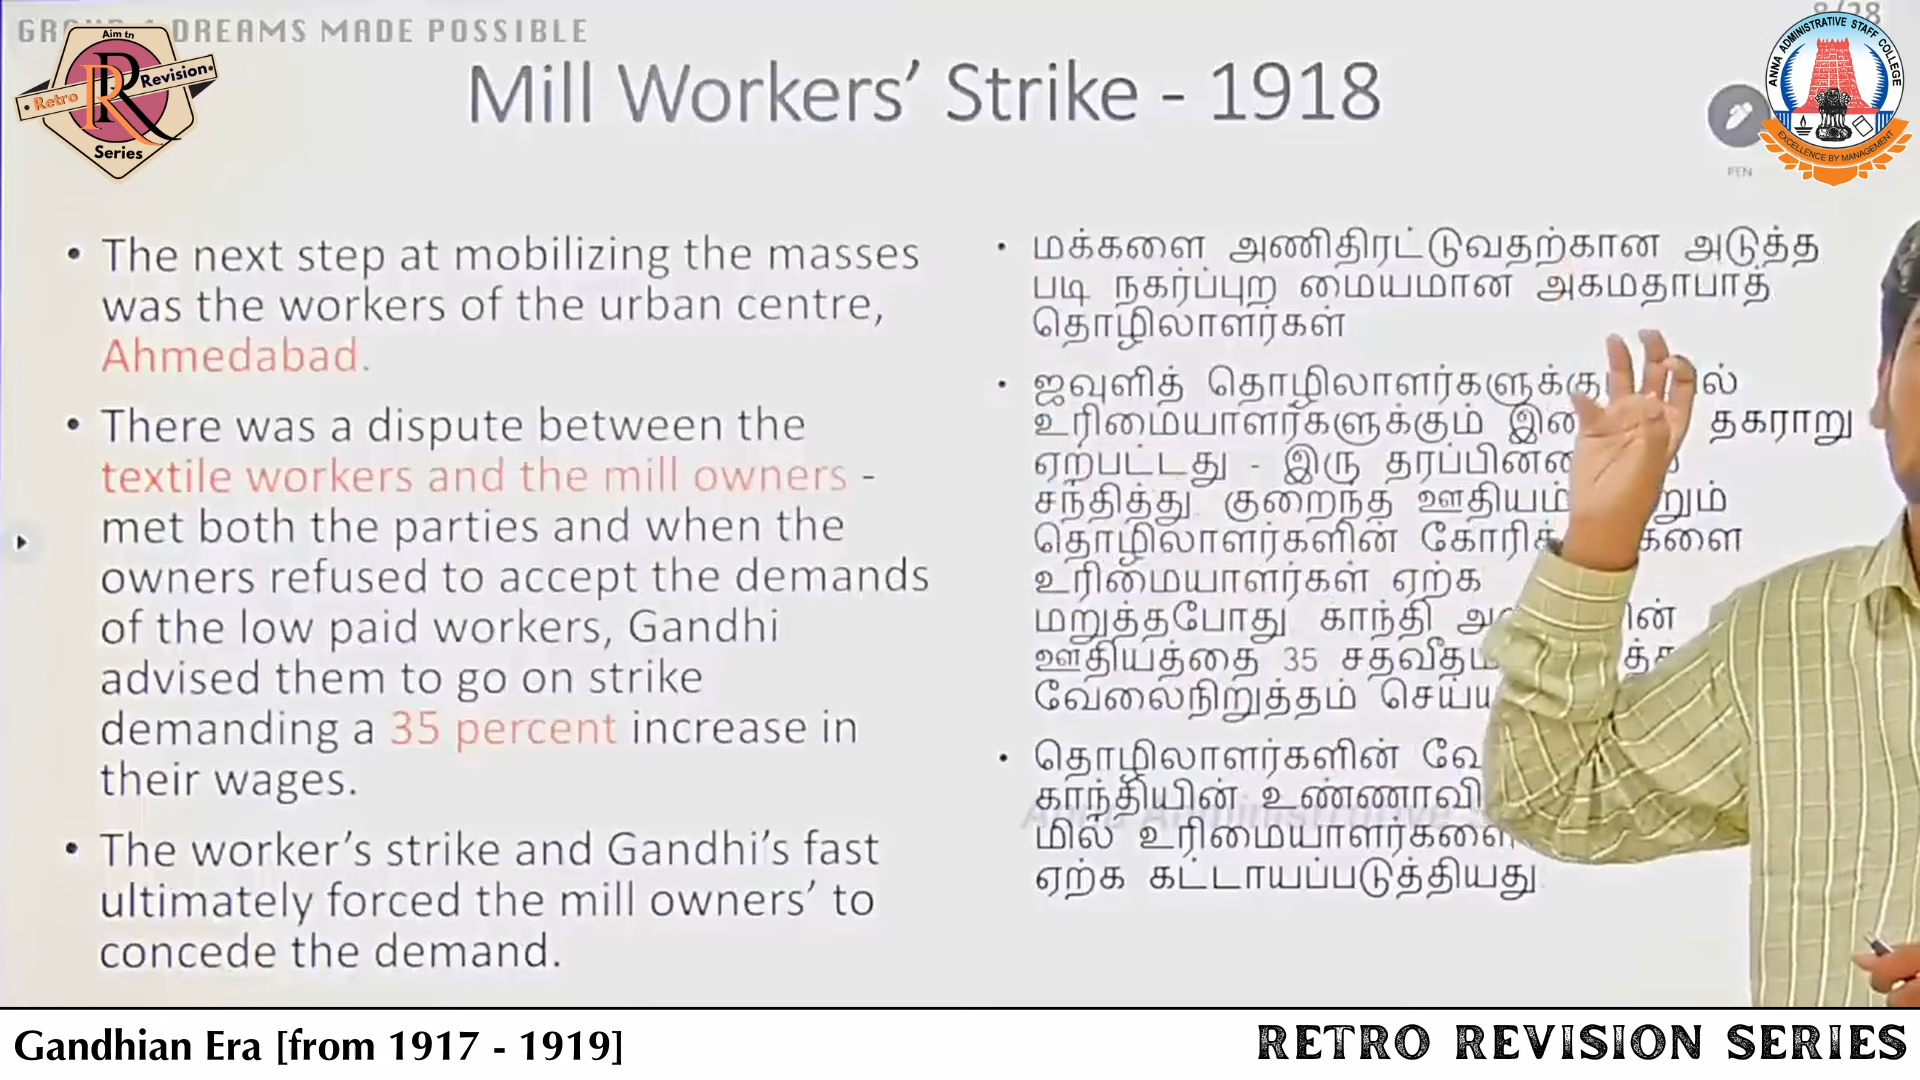 DREAMS MADE POSSIBLE
Aim tn
Retro
Revision
RR
Series
ANNA ADMINISTRATIVE STAFF COLLEGE
EXCELLENCE BY MANAGEMENT
PEN
Mill Workers’ Strike - 1918
• The next step at mobilizing the masses
was the workers of the urban centre,
Ahmedabad.
• There was a dispute between the
textile workers and the mill owners -
met both the parties and when the
owners refused to accept the demands
of the low paid workers, Gandhi
advised them to go on strike
demanding a 35 percent increase in
their wages.
• The worker’s strike and Gandhi’s fast
ultimately forced the mill owners’ to
concede the demand.
• மக்களை அணிதிரட்டுவதற்கான அடுத்த
படி நகர்ப்புற மையமான அகமதாபாத்
தொழிலாளர்கள்
• ஜவுளித் தொழிலாளர்களுக்கு
உரிமையாளர்களுக்கும் தகராறு
ஏற்பட்டது - இரு
சந்தித்து குறைந்த ஊதியம்
தொழிலாளர்களின்
உரிமையாளர்கள் ஏற்க
மறுத்தபோது காந்தி
ஊதியத்தை 35
வேலைநிறுத்தம்
• தொழிலாளர்களின்
காந்தியின்
மில் உரிமையாளர்களை
ஏற்க கட்டாயப்படுத்தியது
Gandhian Era [from 1917 - 1919]
RETRO REVISION SERIES